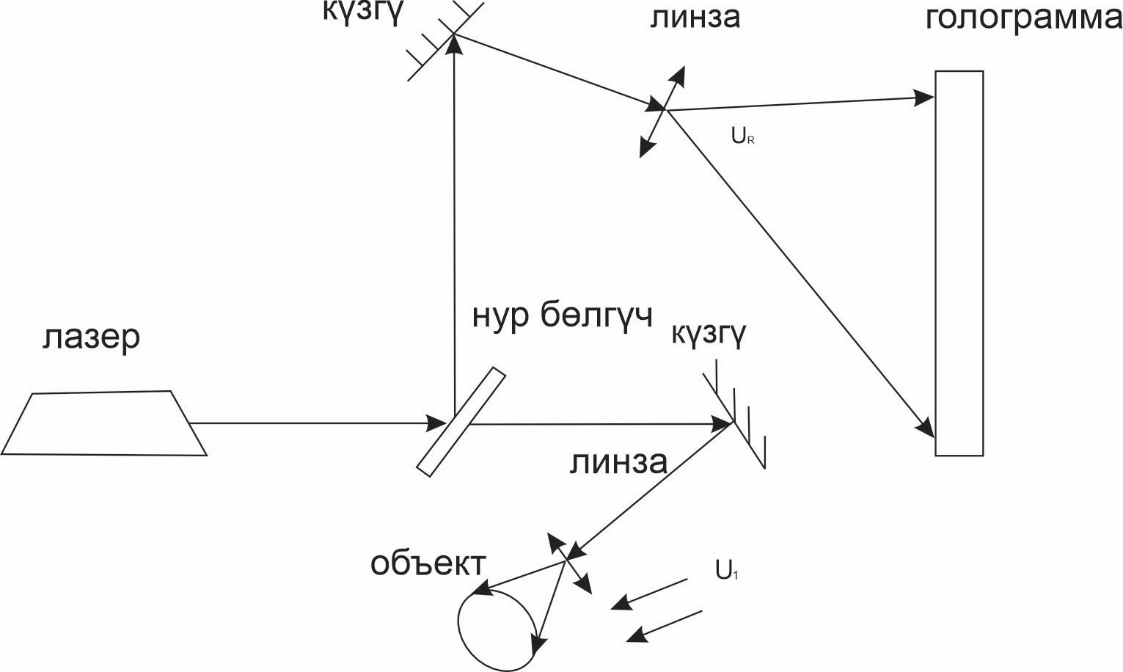 күзгү
линза
голограмма
U_R
нур бөлгүч
лазер
күзгү
линза
объект
U_1